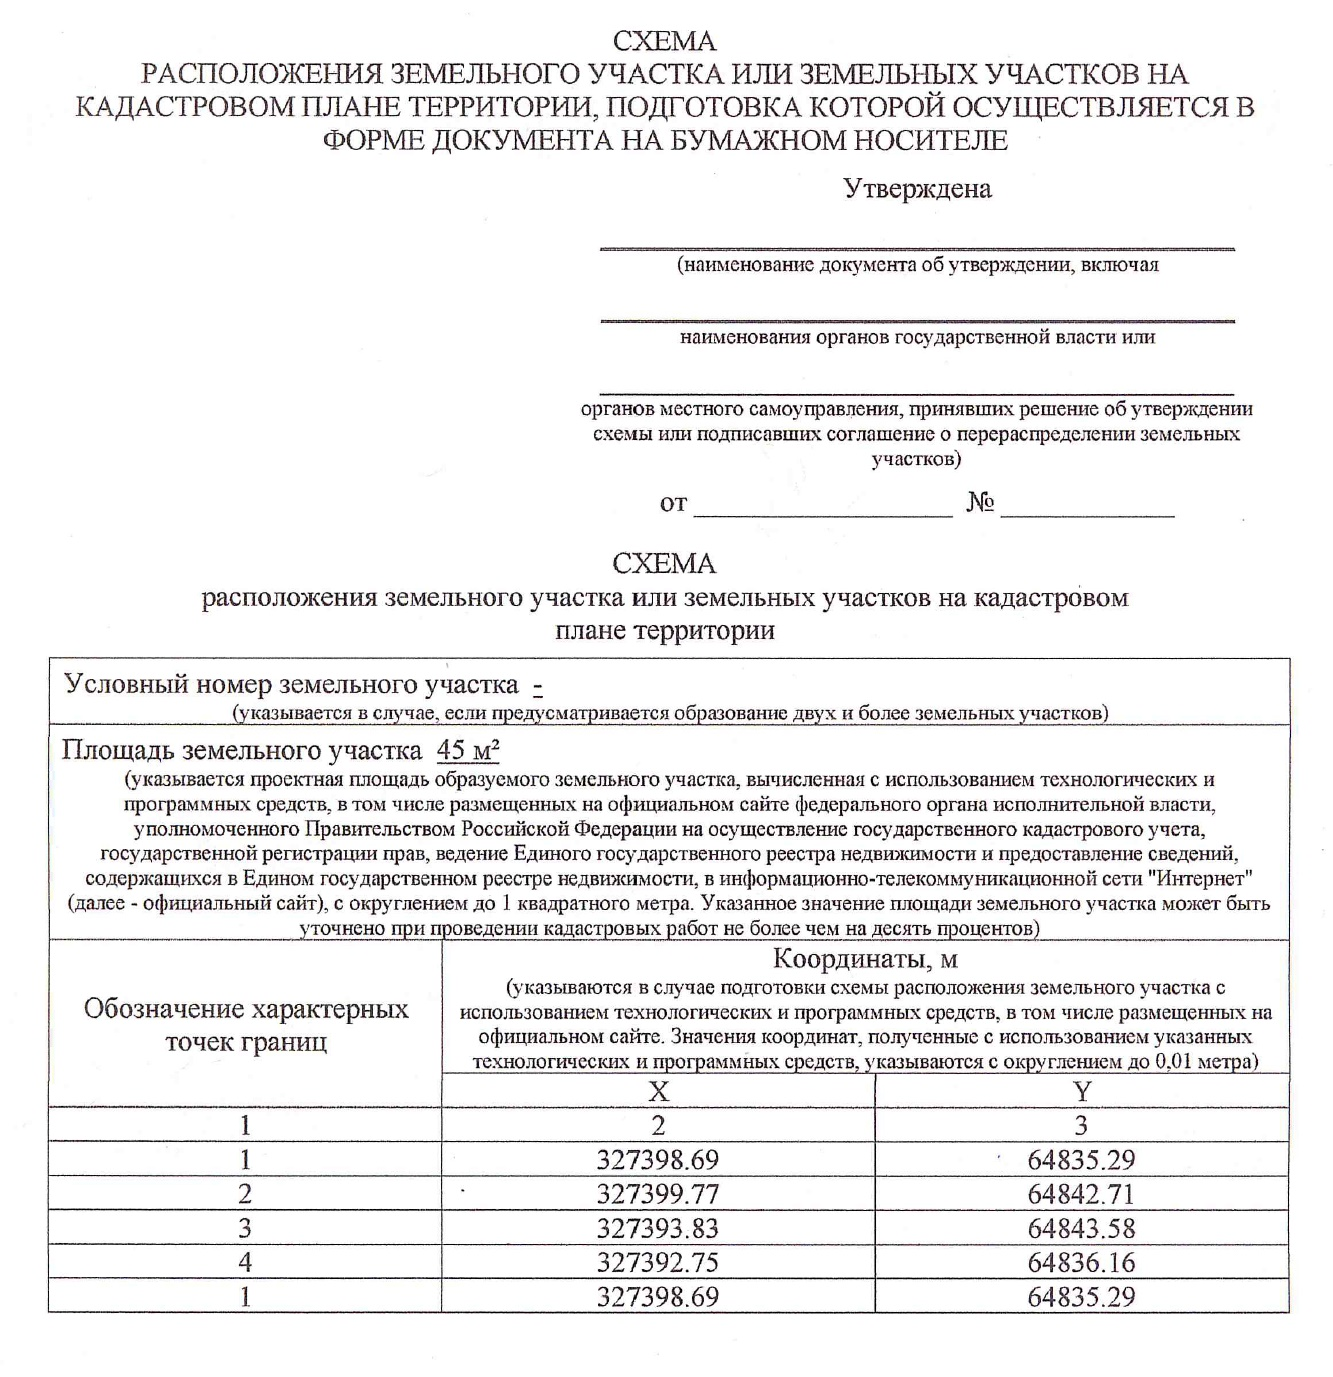 СХЕМА
РАСПОЛОЖЕНИЯ ЗЕМЕЛЬНОГО УЧАСТКА ИЛИ ЗЕМЕЛЬНЫХ УЧАСТКОВ НА
КАДАСТРОВОМ ПЛАНЕ ТЕРРИТОРИИ, ПОДГОТОВКА КОТОРОЙ ОСУЩЕСТВЛЯЕТСЯ В
ФОРМЕ ДОКУМЕНТА НА БУМАЖНОМ НОСИТЕЛЕ
Утверждена
(наименование документа об утверждении, включая
наименования органов государственной власти или
органов местного самоуправления, принявших решение об утверждении
схемы или подписавших соглашение о перераспределении земельных
участков)
от ____________ № ____________
СХЕМА
расположения земельного участка или земельных участков на кадастровом
плане территории
Условный номер земельного участка -
(указывается в случае, если предусматривается образование двух и более земельных участков)
Площадь земельного участка 45 м²
(указывается проектная площадь образуемого земельного участка, вычисленная с использованием технологических и
программных средств, в том числе размещенных на официальном сайте федерального органа исполнительной власти,
уполномоченного Правительством Российской Федерации на осуществление государственного кадастрового учета,
государственной регистрации прав, ведение Единого государственного реестра недвижимости и предоставление сведений,
содержащихся в Едином государственном реестре недвижимости, в информационно-телекоммуникационной сети "Интернет"
(далее - официальный сайт), с округлением до 1 квадратного метра. Указанное значение площади земельного участка может быть
уточнено при проведении кадастровых работ не более чем на десять процентов)
Обозначение характерных
точек границ
Координаты, м
(указываются в случае подготовки схемы расположения земельного участка с
использованием технологических и программных средств, в том числе размещенных на
официальном сайте. Значения координат, полученные с использованием указанных
технологических и программных средств, указываются с округлением до 0,01 метра)
X Y
1 2 3
1 327398.69 64835.29
2 327399.77 64842.71
3 327393.83 64843.58
4 327392.75 64836.16
1 327398.69 64835.29